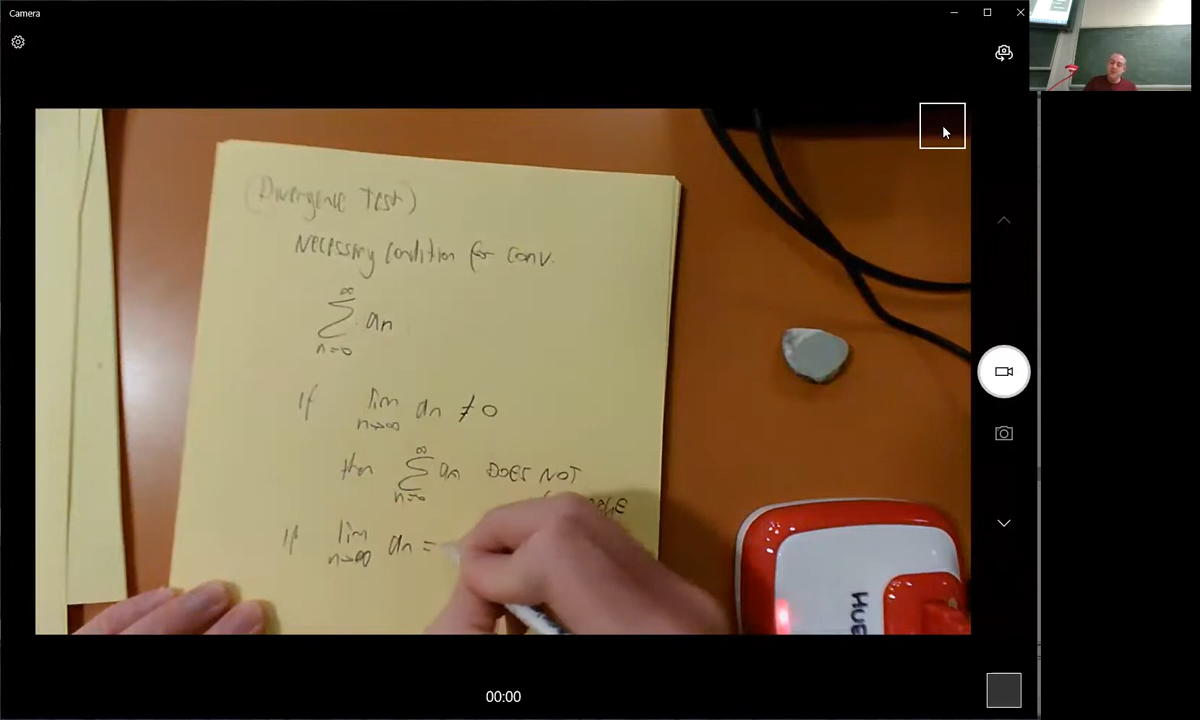 Camera
(Divergence Test)
Necessary condition for conv.
∞
∑ an
n=0
If lim an ≠ 0
n→∞
∞
then ∑ an DOES NOT
n=0
If lim an =
n→∞
HUE
00:00